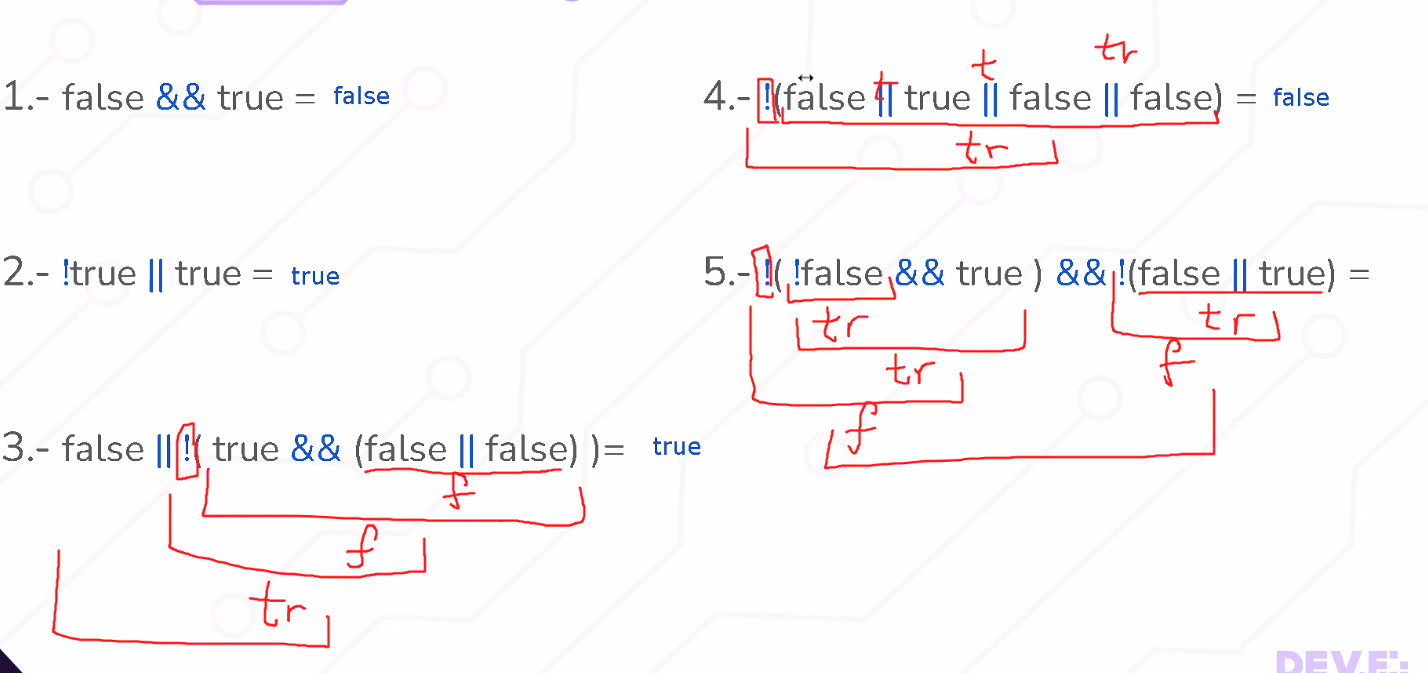 1.- false && true = false
2.- !true || true = true
3.- false || !( true && (false || false) )= true
f
f
tr
t t tr
4.- !(false || true || false || false) = false
tr
5.- !( !false && true ) && !(false || true) =
tr tr
tr f
f
DEV.F: